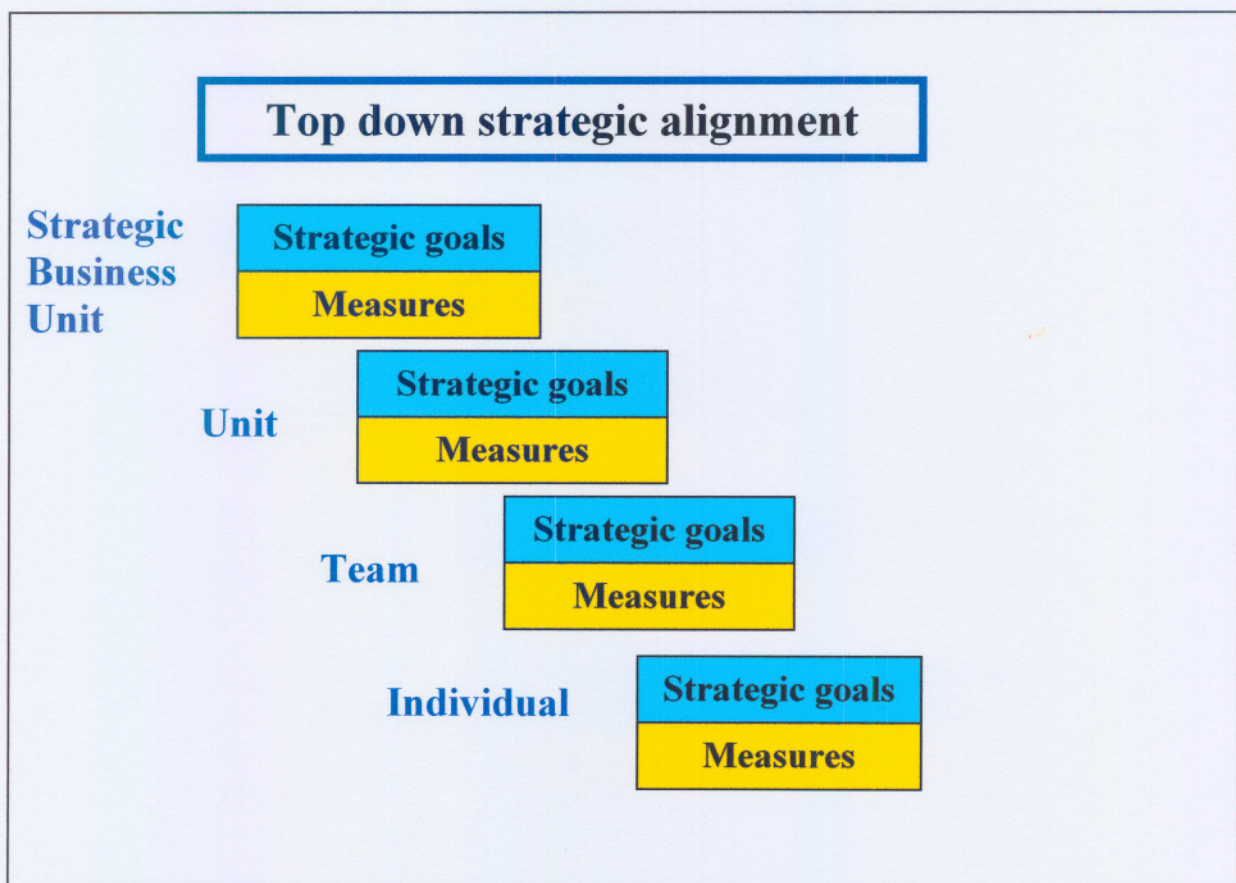 Top down strategic alignment
Strategic
Business
Unit
Strategic goals
Measures
Unit
Strategic goals
Measures
Team
Strategic goals
Measures
Individual
Strategic goals
Measures